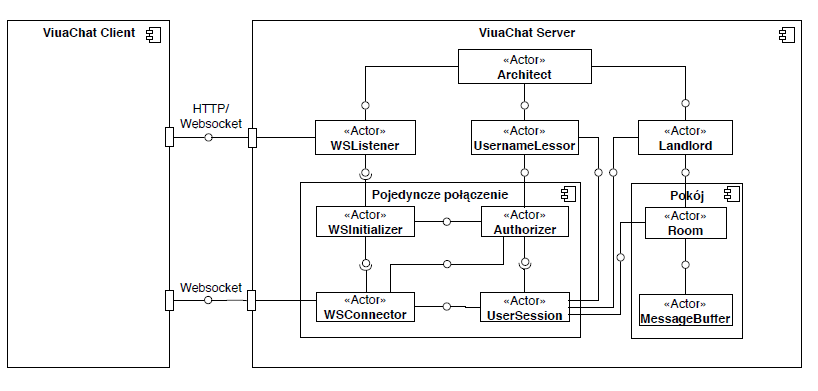 ViuaChat Client
ViuaChat Server
«Actor»
Architect
HTTP/
Websocket
«Actor»
WSListener
«Actor»
UsernameLessor
«Actor»
Landlord
Pojedyncze połączenie
Pokój
«Actor»
WSInitializer
«Actor»
Authorizer
«Actor»
Room
Websocket
«Actor»
WSConnector
«Actor»
UserSession
«Actor»
MessageBuffer